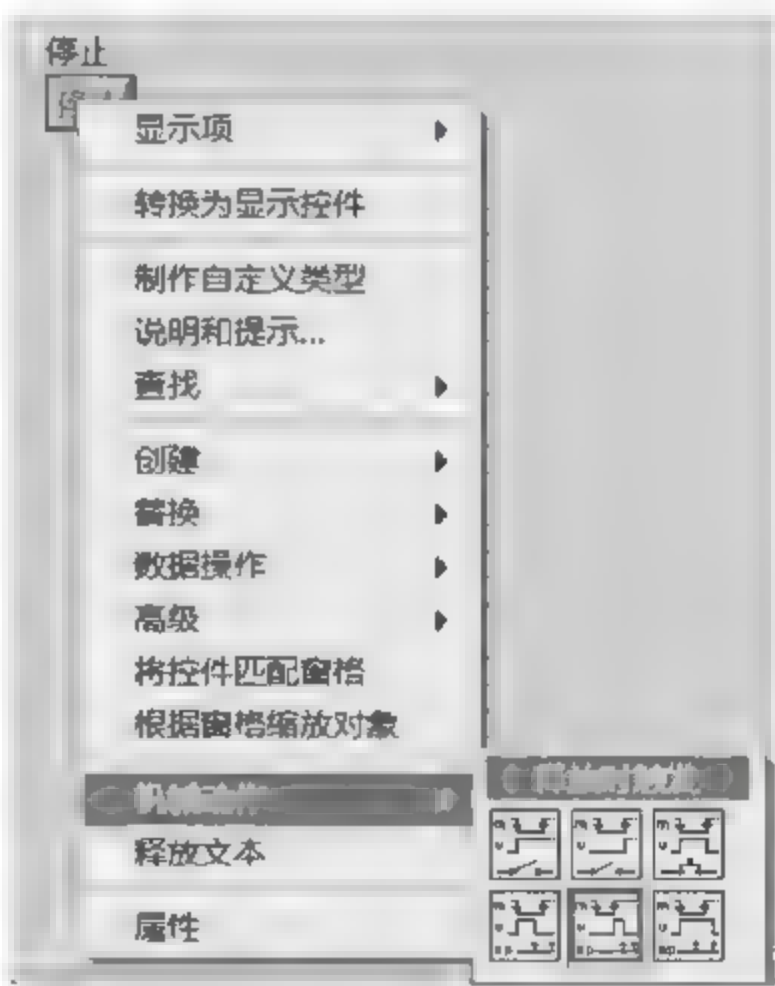 停止
显示项
转换为显示控件
制作自定义类型
说明和提示...
查找
创建
替换
数据操作
高级
将控件匹配窗格
根据窗格缩放对象
释放文本
属性